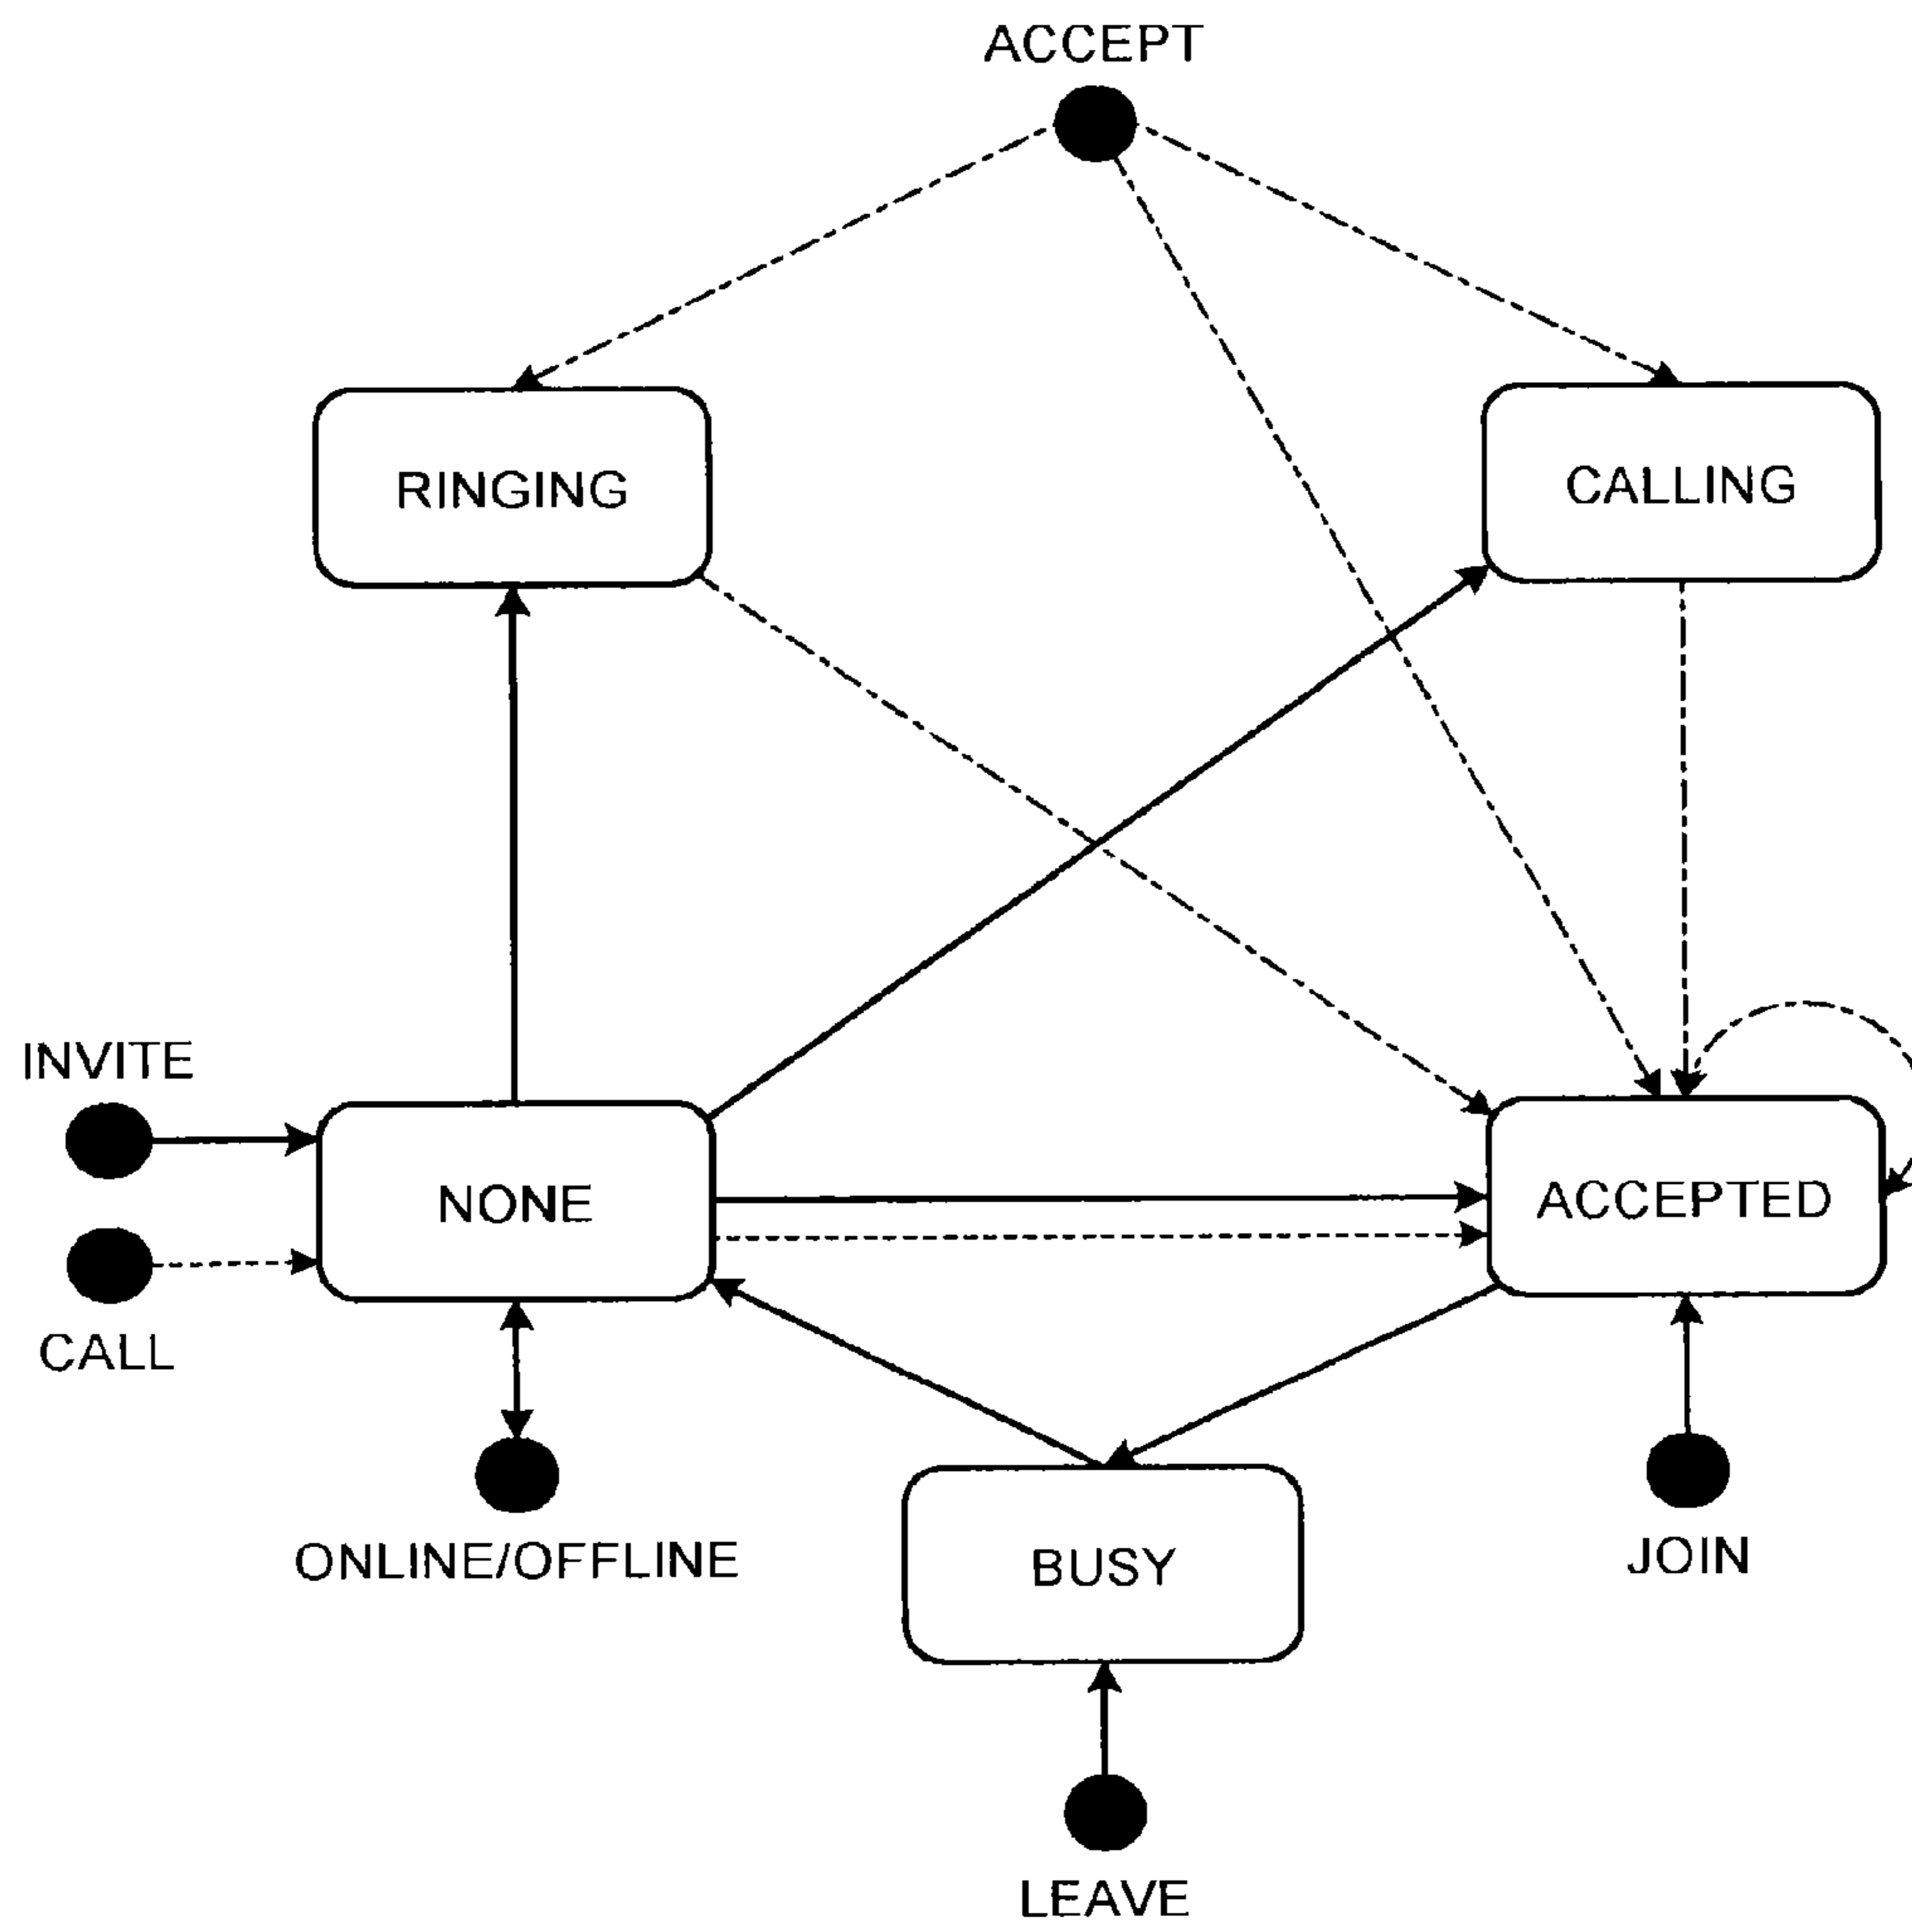 ACCEPT
RINGING
CALLING
INVITE
NONE
ACCEPTED
CALL
ONLINE/OFFLINE
BUSY
JOIN
LEAVE